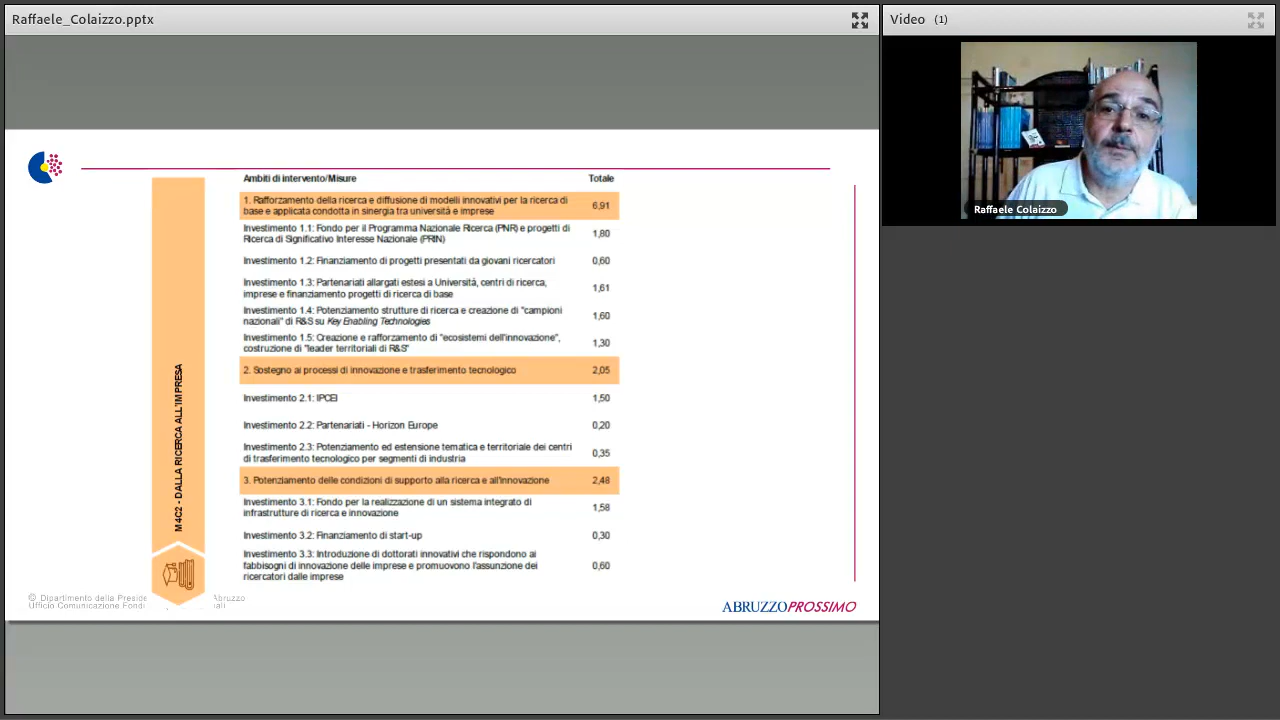 Raffaele_Colaizzo.pptx
Video (1)
Raffaele Colaizzo
Ambiti di intervento/Misure Totale
1. Rafforzamento della ricerca e diffusione di modelli innovativi per la ricerca di
base e applicata condotta in sinergia tra università e imprese 6,91
Investimento 1.1: Fondo per il Programma Nazionale Ricerca (PNR) e progetti di
Ricerca di Significativo Interesse Nazionale (PRIN) 1,80
Investimento 1.2: Finanziamento di progetti presentati da giovani ricercatori 0,60
Investimento 1.3: Partenariati allargati estesi a Università, centri di ricerca,
imprese e finanziamento progetti di ricerca di base 1,61
Investimento 1.4: Potenziamento strutture di ricerca e creazione di "campioni
nazionali" di R&S su Key Enabling Technologies 1,60
Investimento 1.5: Creazione e rafforzamento di "ecosistemi dell'innovazione",
costruzione di "leader territoriali di R&S" 1,30
2. Sostegno ai processi di innovazione e trasferimento tecnologico 2,05
Investimento 2.1: IPCEI 1,50
Investimento 2.2: Partenariati - Horizon Europe 0,20
Investimento 2.3: Potenziamento ed estensione tematica e territoriale dei centri
di trasferimento tecnologico per segmenti di industria 0,35
3. Potenziamento delle condizioni di supporto alla ricerca e all'innovazione 2,48
Investimento 3.1: Fondo per la realizzazione di un sistema integrato di
infrastrutture di ricerca e innovazione 1,58
Investimento 3.2: Finanziamento di start-up 0,30
Investimento 3.3: Introduzione di dottorati innovativi che rispondono ai
fabbisogni di innovazione delle imprese e promuovono l'assunzione dei
ricercatori dalle imprese 0,60
M4C2 - DALLA RICERCA ALL'IMPRESA
© Dipartimento della Preside Abruzzo
Ufficio Comunicazione Fondi
ABRUZZOPROSSIMO